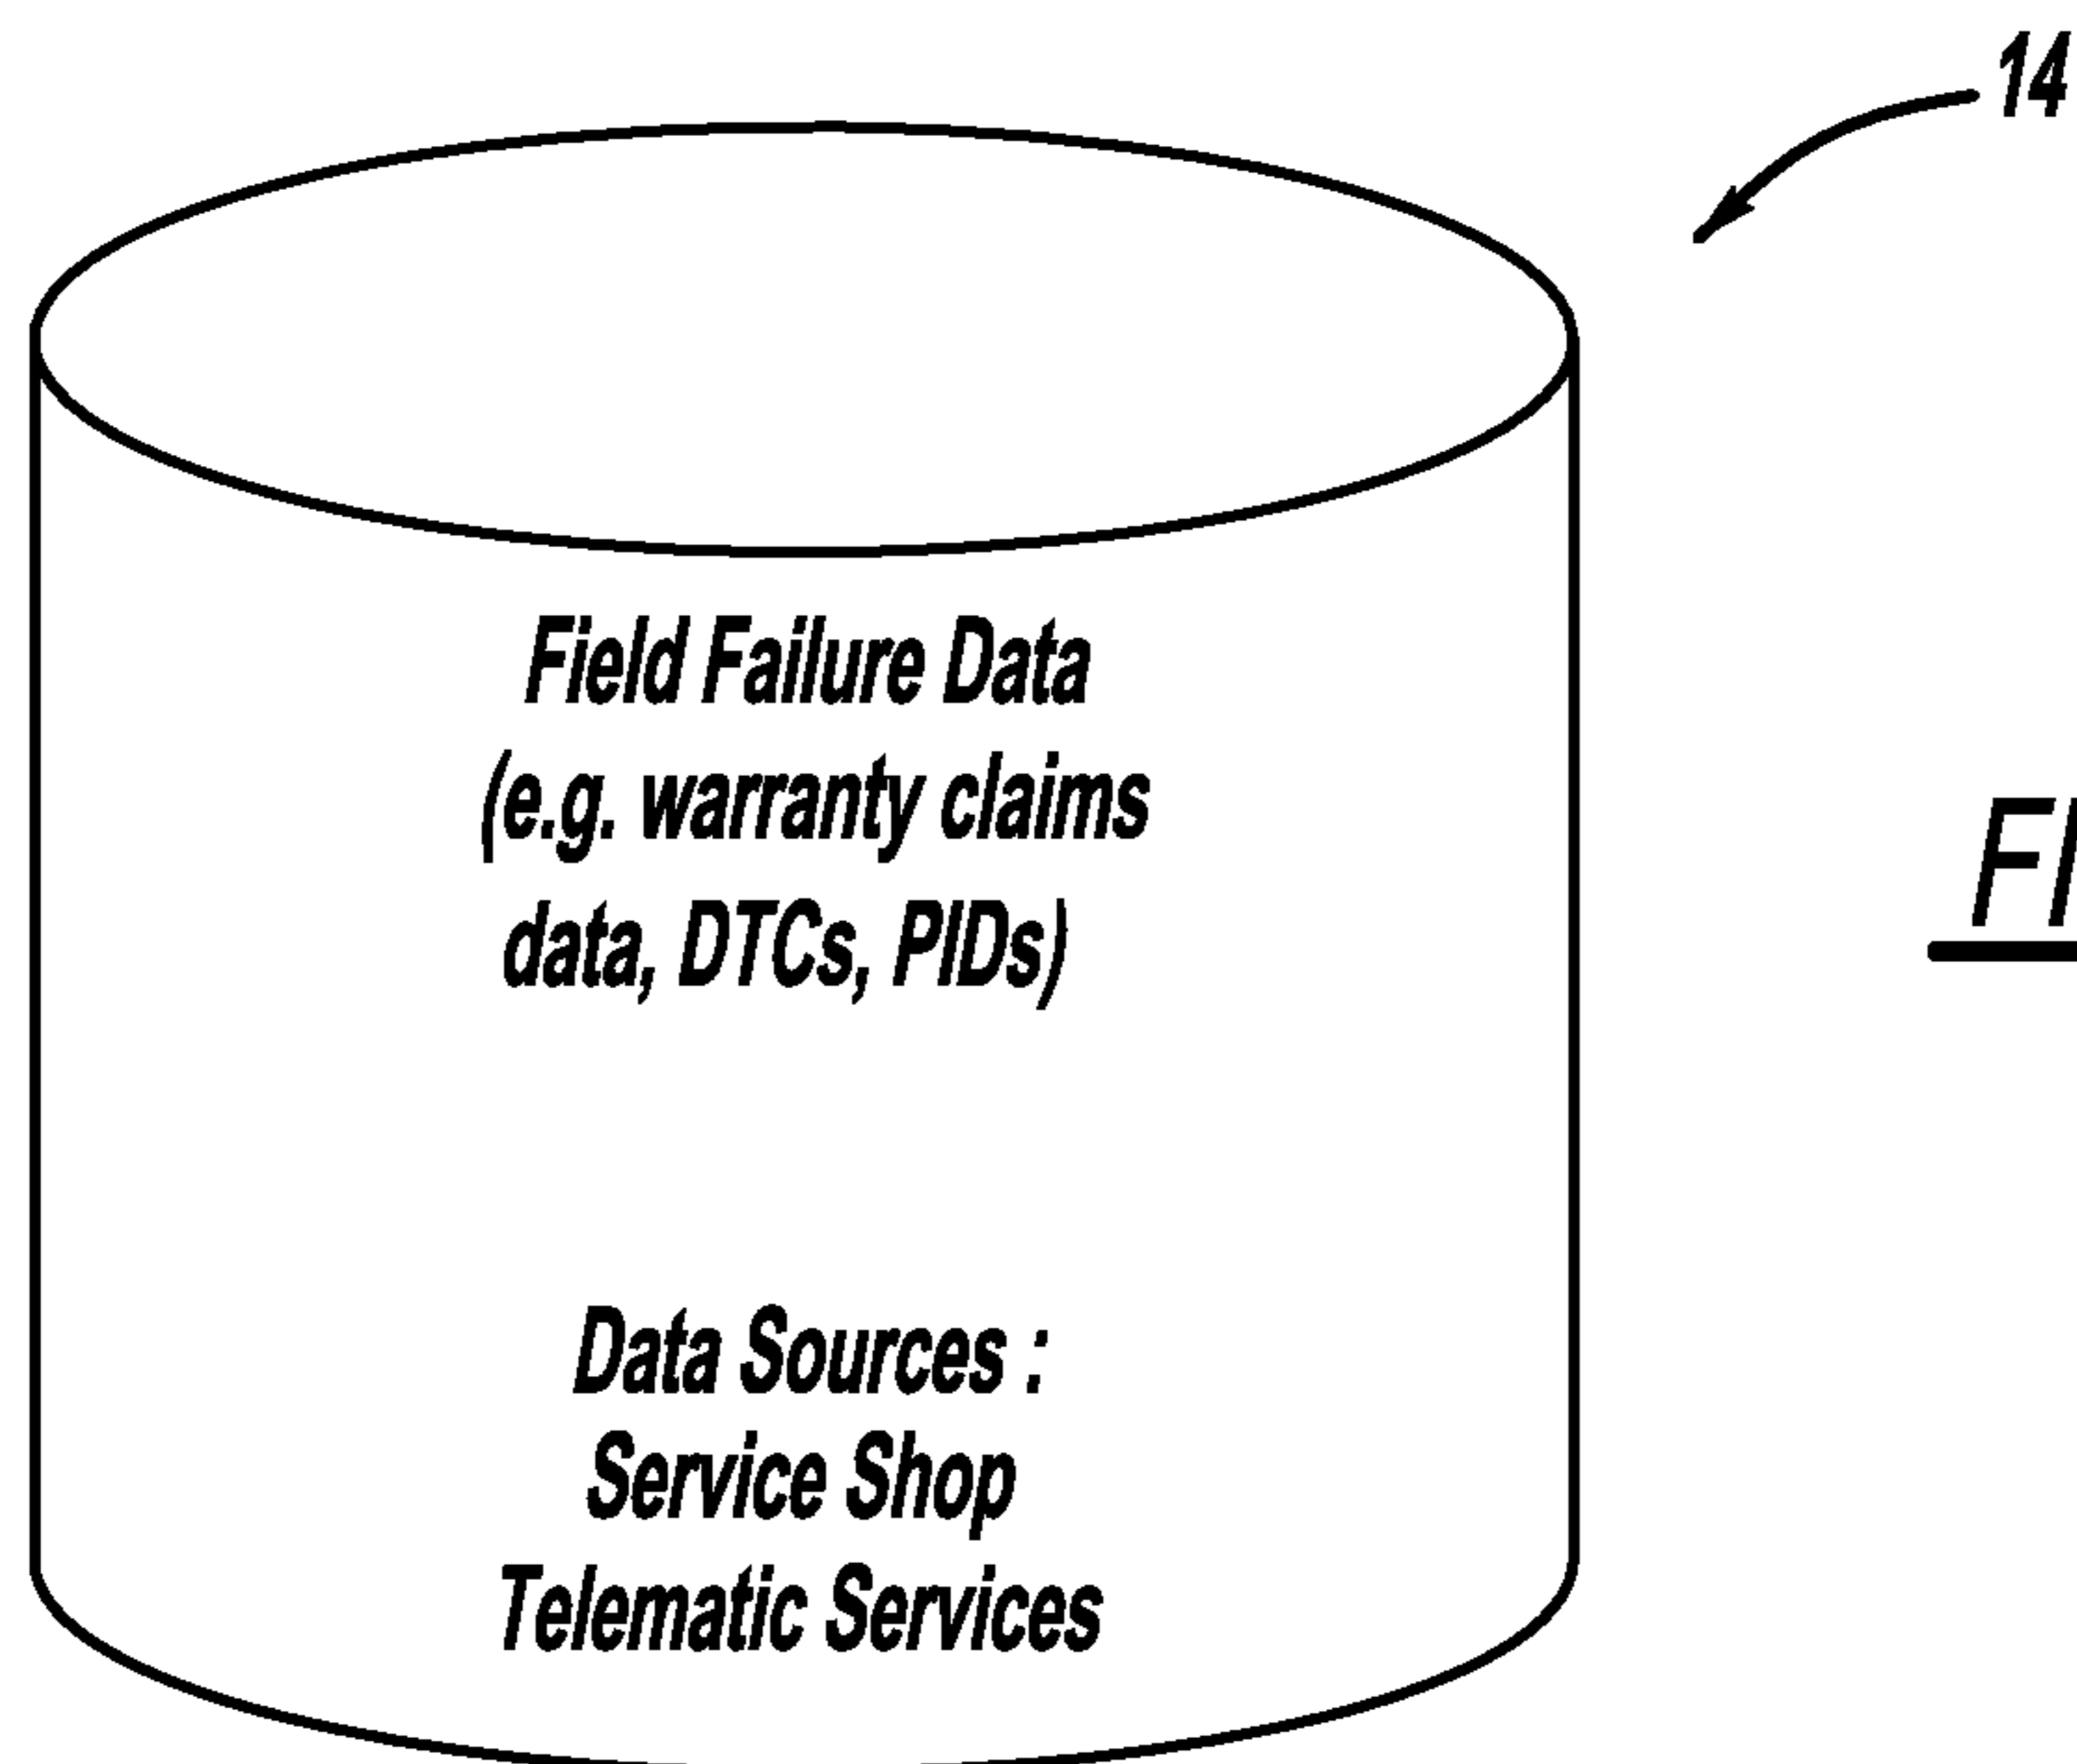 14
Field Failure Data
(e.g. warranty claims
data, DTCs, PIDs)
Data Sources :
Service Shop
Telematic Services